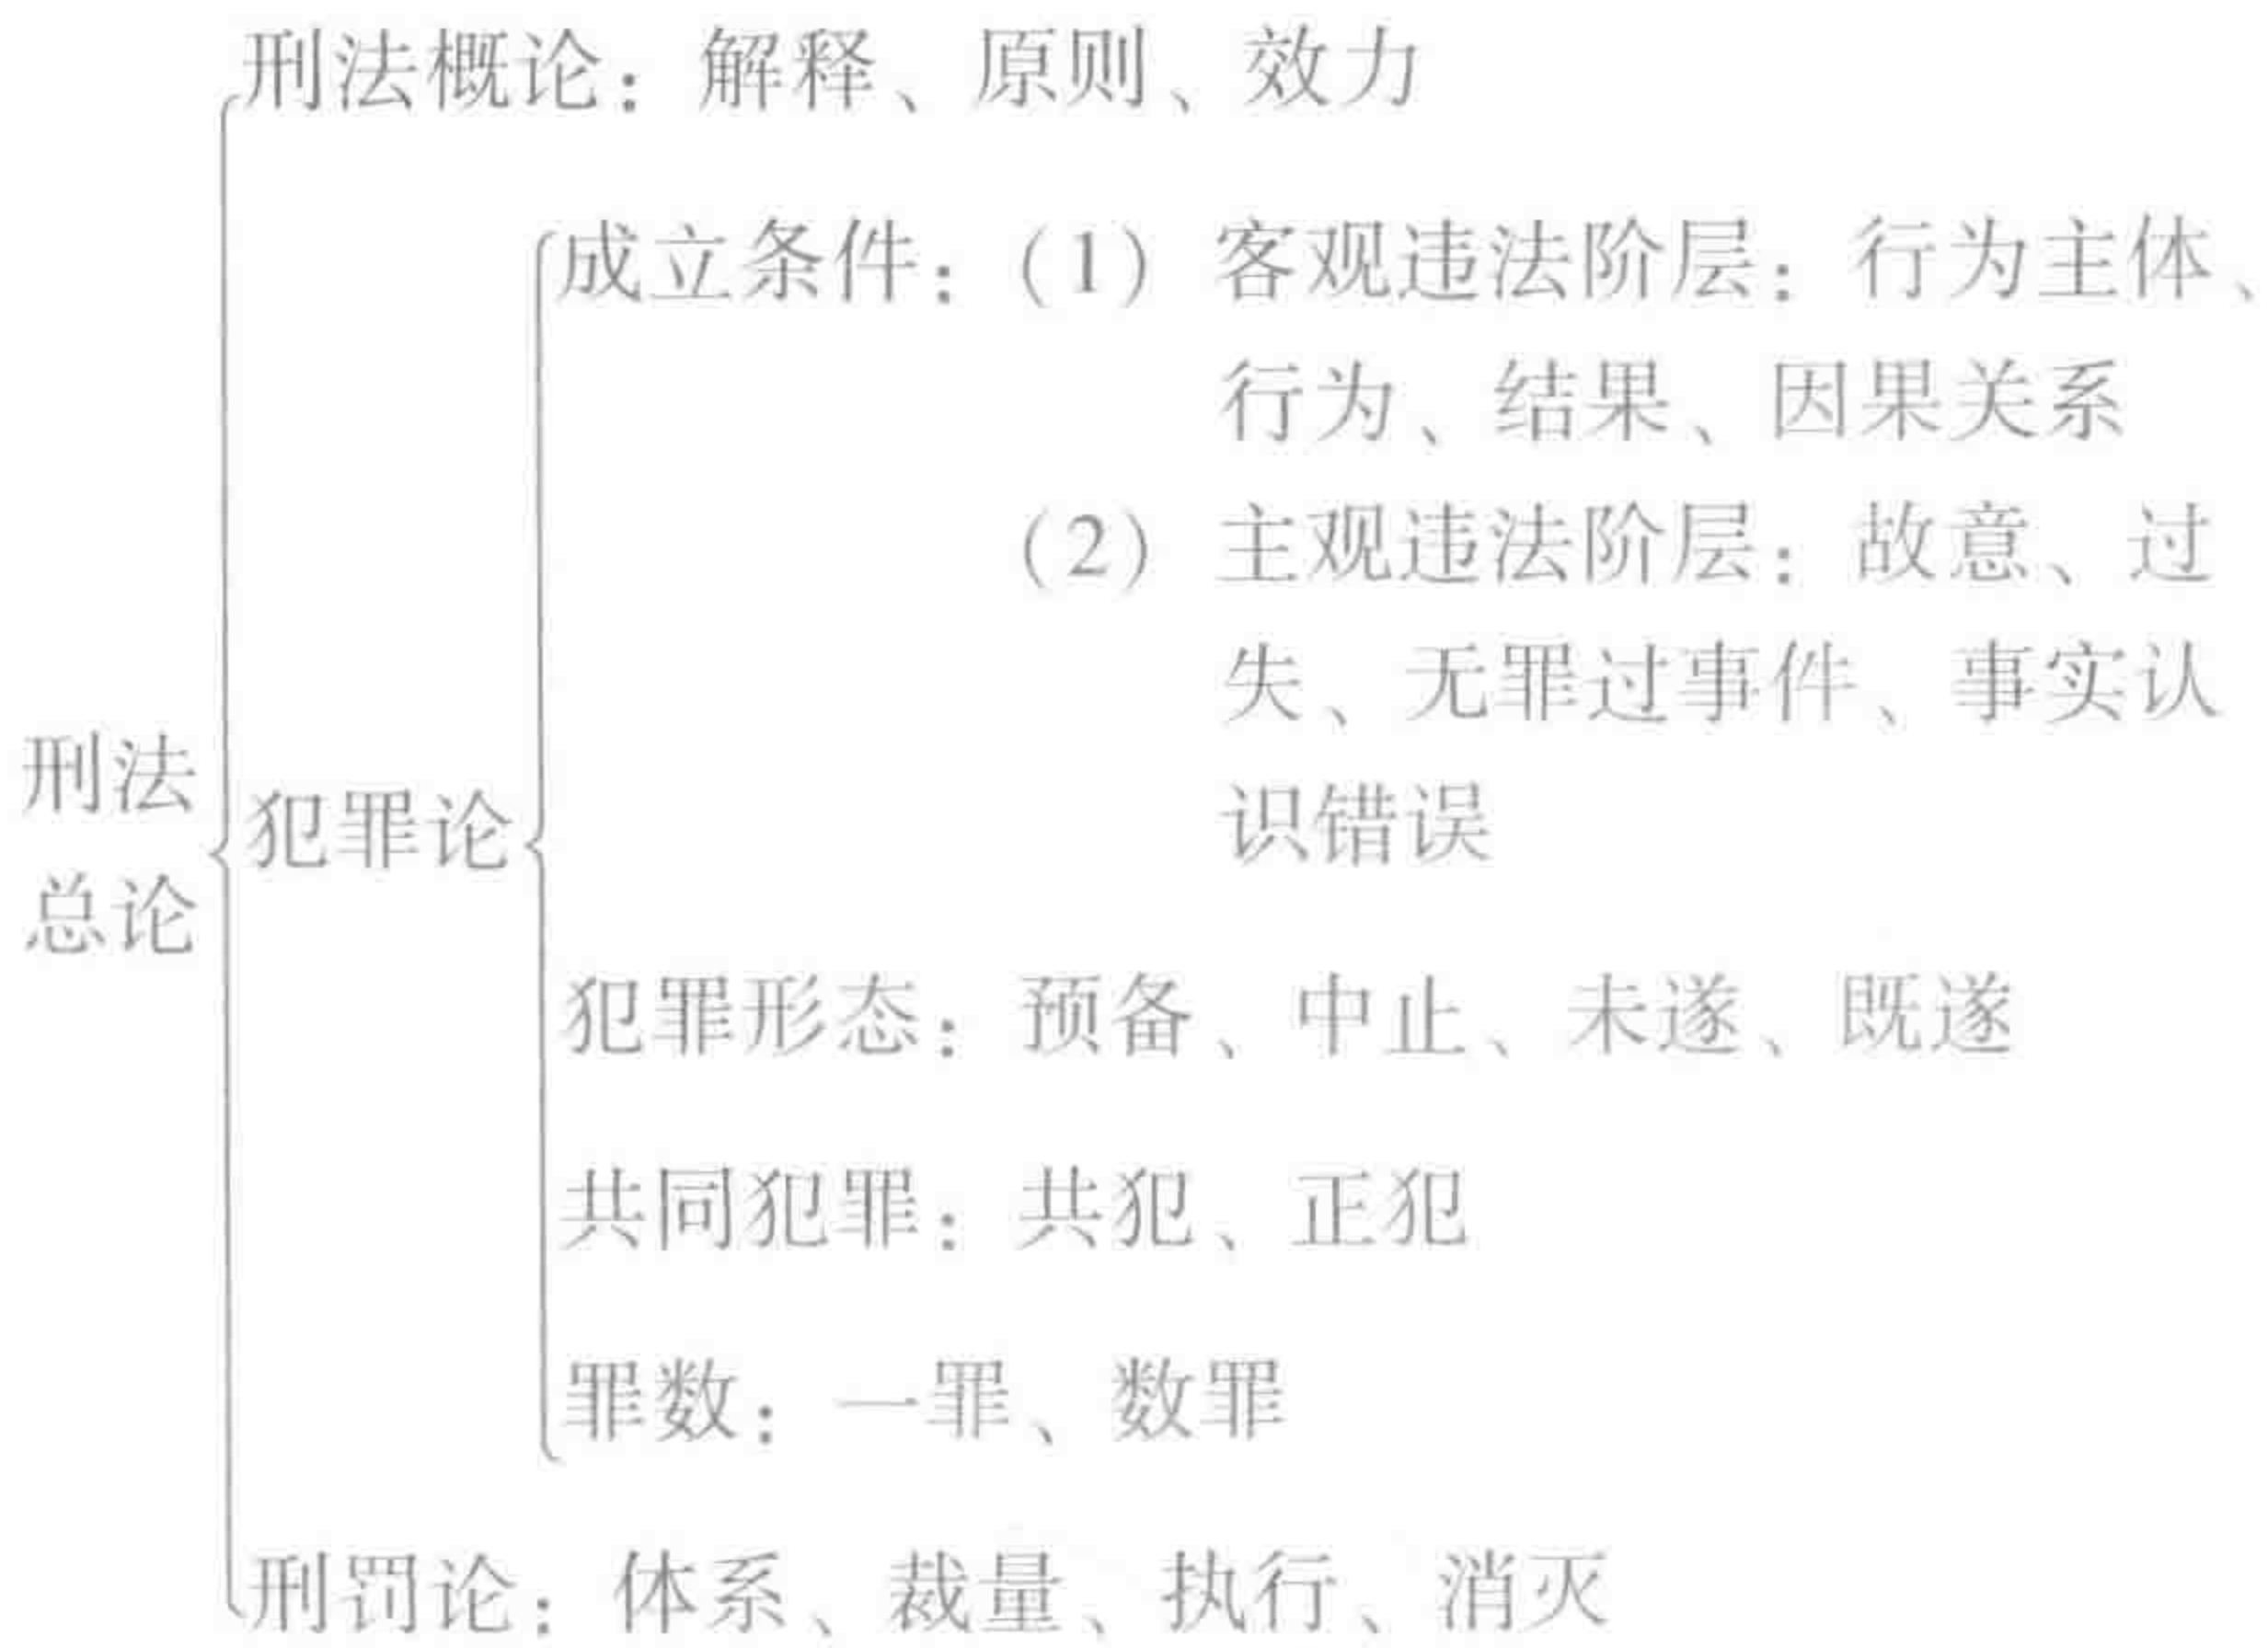 刑法概论：解释、原则、效力
成立条件：（1） 客观违法阶层：行为主体、
行为、结果、因果关系
（2） 主观违法阶层：故意、过
失、无罪过事件、事实认
识错误
刑法
总论
犯罪论
犯罪形态：预备、中止、未遂、既遂
共同犯罪：共犯、正犯
罪数：一罪、数罪
刑罚论：体系、裁量、执行、消灭